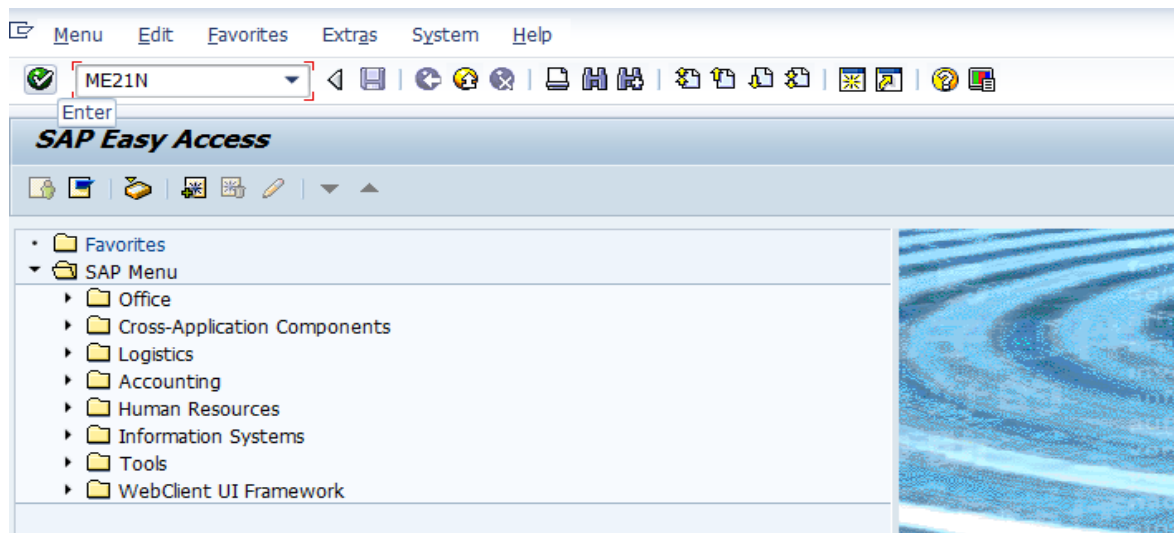 Menu Edit Favorites Extras System Help
ME21N
Enter
SAP Easy Access
Favorites
SAP Menu
Office
Cross-Application Components
Logistics
Accounting
Human Resources
Information Systems
Tools
WebClient UI Framework